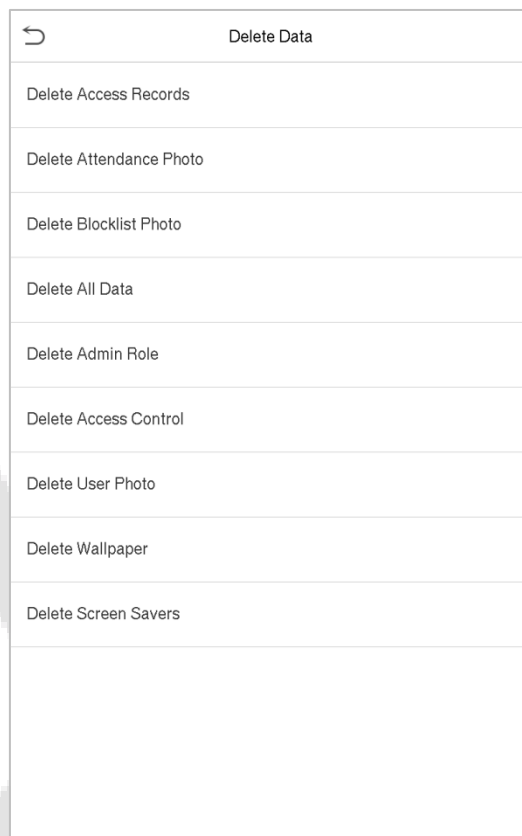 Delete Data
Delete Access Records
Delete Attendance Photo
Delete Blocklist Photo
Delete All Data
Delete Admin Role
Delete Access Control
Delete User Photo
Delete Wallpaper
Delete Screen Savers